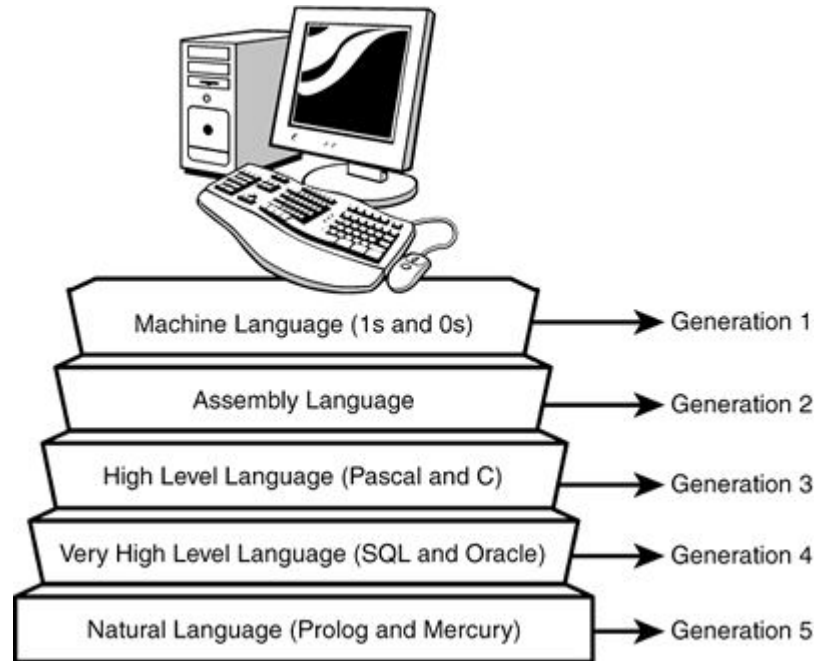 Machine Language (1s and 0s)
Generation 1
Assembly Language
Generation 2
High Level Language (Pascal and C)
Generation 3
Very High Level Language (SQL and Oracle)
Generation 4
Natural Language (Prolog and Mercury)
Generation 5